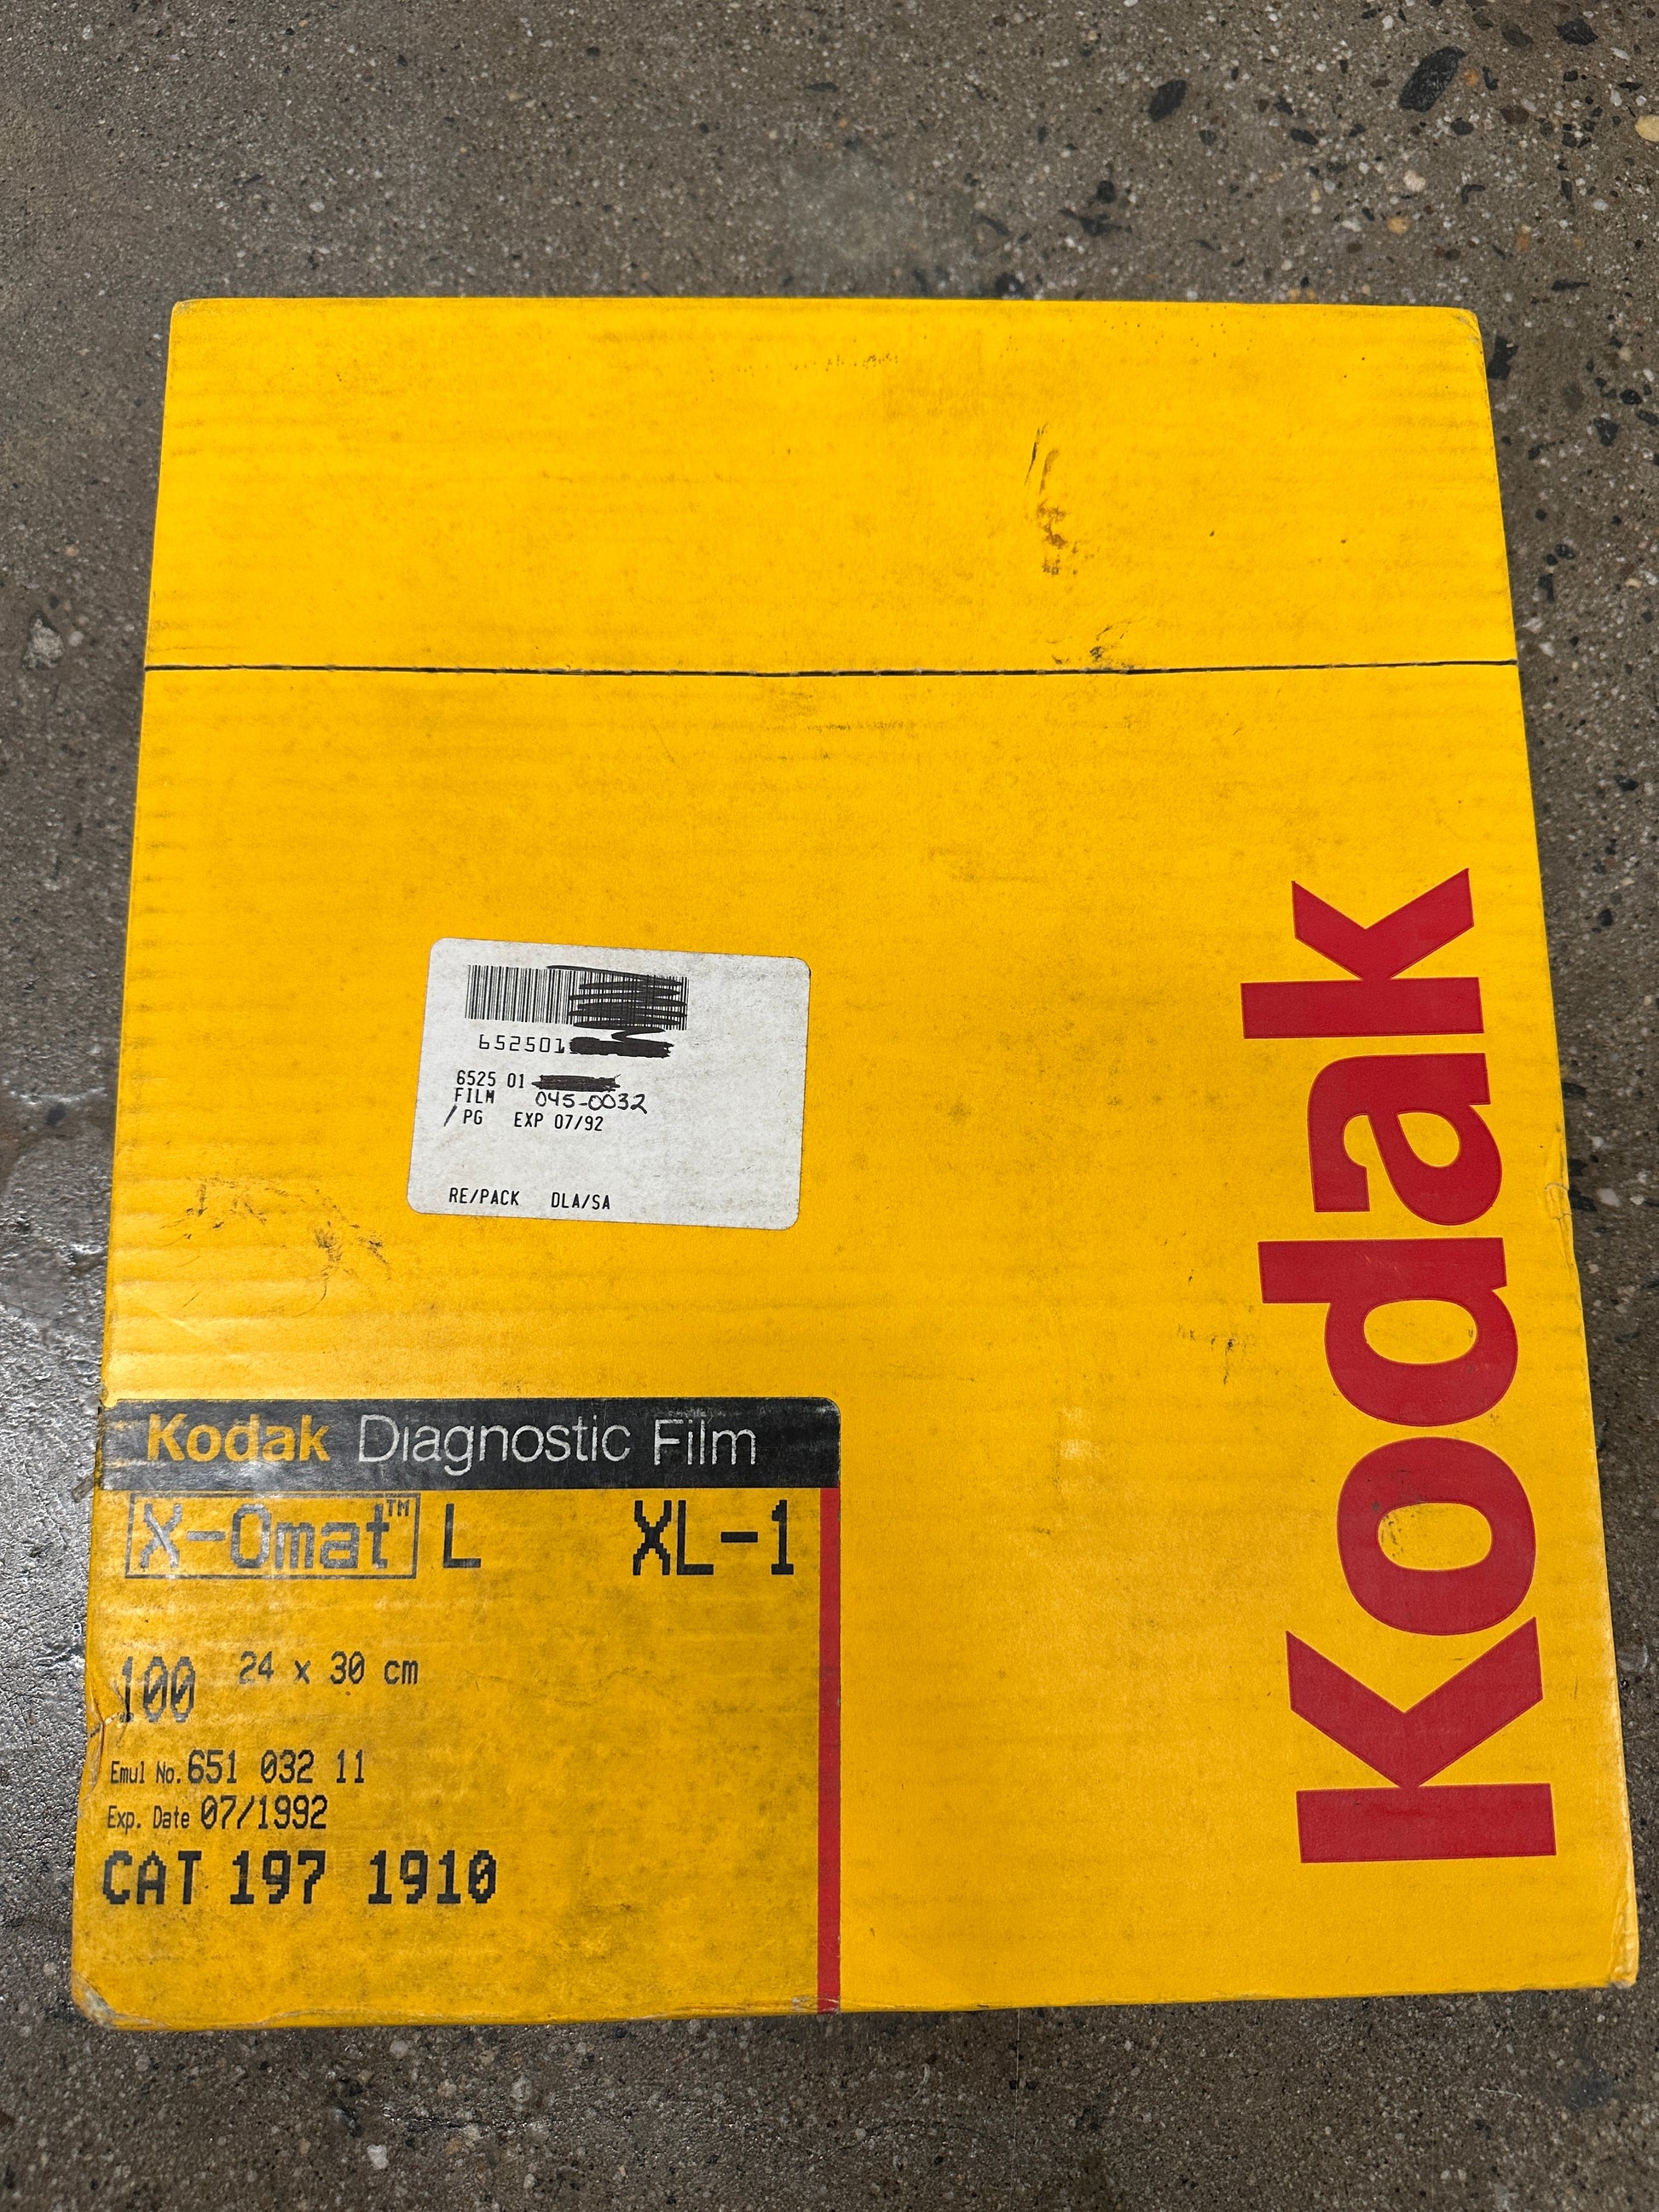 652501
6525 01
FILM 045-0032
/PG EXP 07/92
RE/PACK DLA/SA
Kodak
Kodak Diagnostic Film
X-Omat™ L XL-1
100 24 x 30 cm
Emul No. 651 032 11
Exp. Date 07/1992
CAT 197 1910